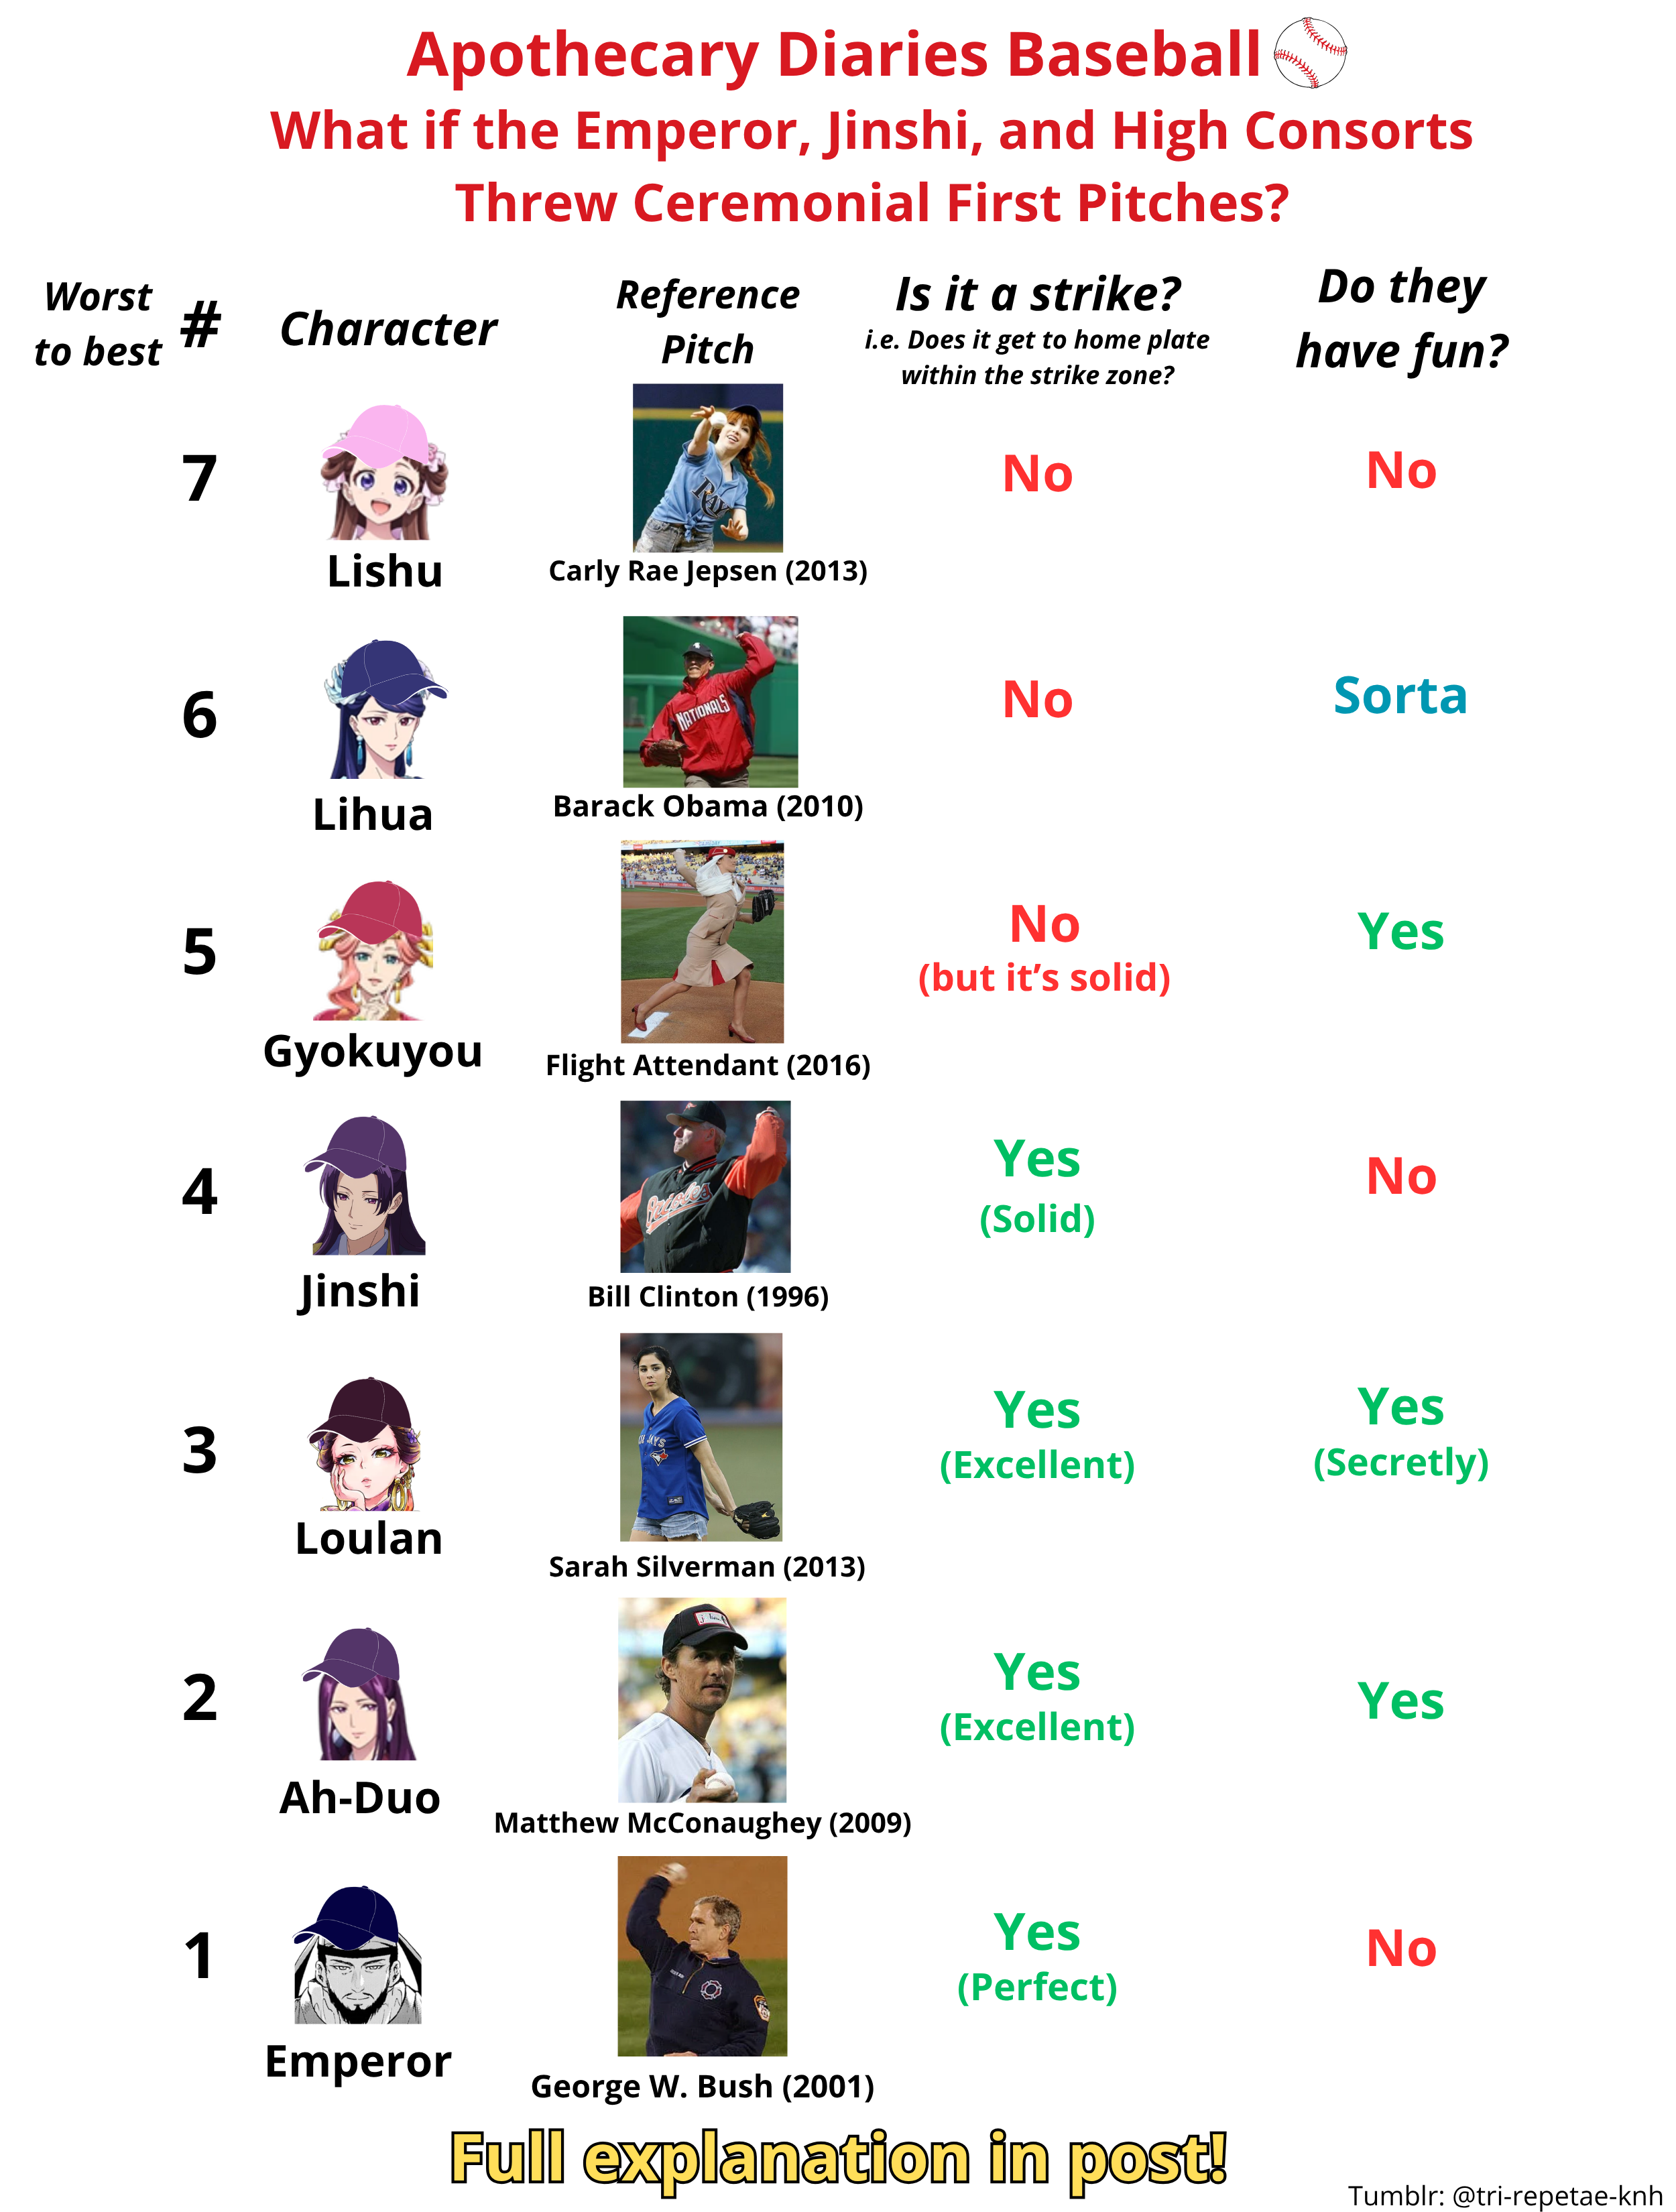 Apothecary Diaries Baseball
What if the Emperor, Jinshi, and High Consorts
Threw Ceremonial First Pitches?
Worst
to best
#
Character
Reference
Pitch
Is it a strike?
i.e. Does it get to home plate
within the strike zone?
Do they
have fun?
7
Lishu
RAY
Carly Rae Jepsen (2013)
No
No
6
Lihua
NATIONALS
Barack Obama (2010)
No
Sorta
5
Gyokuyou
Flight Attendant (2016)
No
(but it’s solid)
Yes
4
Jinshi
Orioles
Bill Clinton (1996)
Yes
(Solid)
No
3
Loulan
JAYS
Sarah Silverman (2013)
Yes
(Excellent)
Yes
(Secretly)
2
Ah-Duo
Matthew McConaughey (2009)
Yes
(Excellent)
Yes
1
Emperor
George W. Bush (2001)
Yes
(Perfect)
No
Full explanation in post!
Tumblr: @tri-repetae-knh